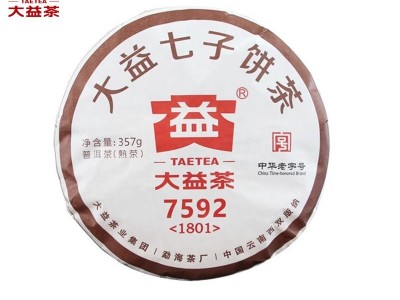 TAETEA
大益茶
大益七子饼茶
益®
净含量:357g
普洱茶(熟茶)
TAETEA
大益茶
7592
<1801>
中华老字号
China Time-honored Brand
大益茶业集团 | 勐海茶厂 | 中国云南西双版纳